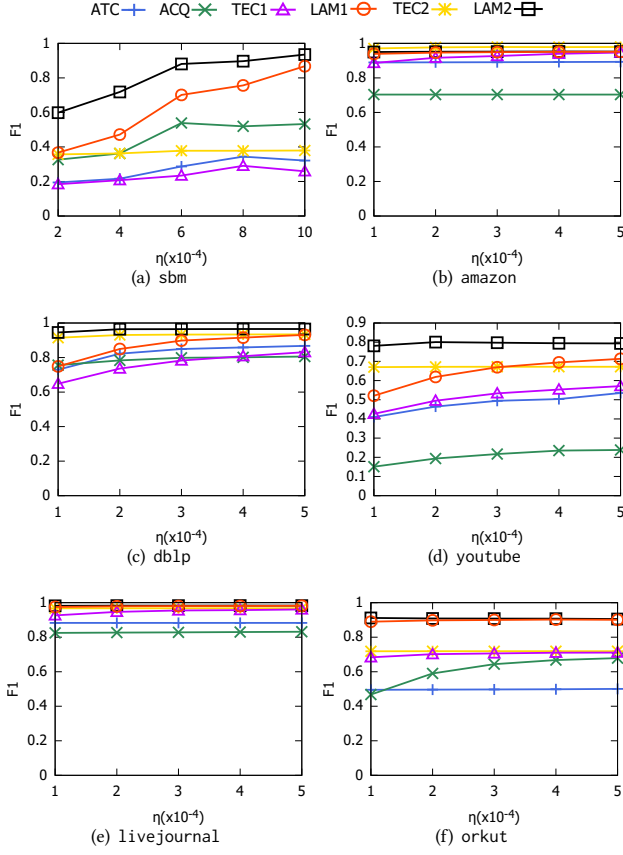 ATC ACQ TEC1 LAM1 TEC2 LAM2
1
0.8
0.6
0.4
0.2
0
F1
2 4 6 8 10
η(x10-4)
(a) sbm
1
0.8
0.6
0.4
0.2
0
F1
1 2 3 4 5
η(x10-4)
(b) amazon
1
0.8
0.6
0.4
0.2
0
F1
1 2 3 4 5
η(x10-4)
(c) dblp
0.9
0.8
0.7
0.6
0.5
0.4
0.3
0.2
0.1
0
F1
1 2 3 4 5
η(x10-4)
(d) youtube
1
0.8
0.6
0.4
0.2
0
F1
1 2 3 4 5
η(x10-4)
(e) livejournal
1
0.8
0.6
0.4
0.2
0
F1
1 2 3 4 5
η(x10-4)
(f) orkut